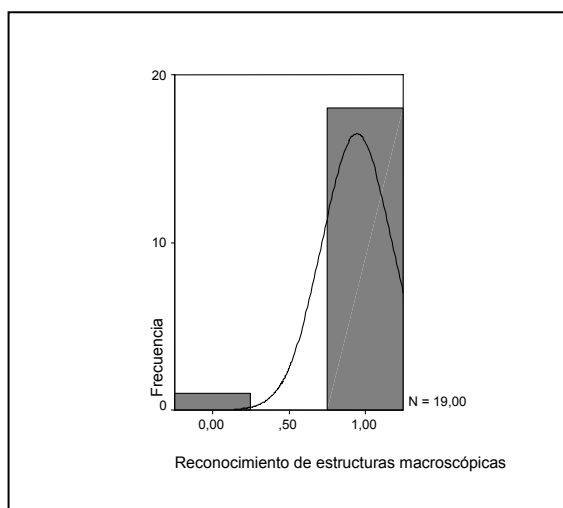 20
10
0
Frecuencia
0,00
,50
1,00
N = 19,00
Reconocimiento de estructuras macroscópicas